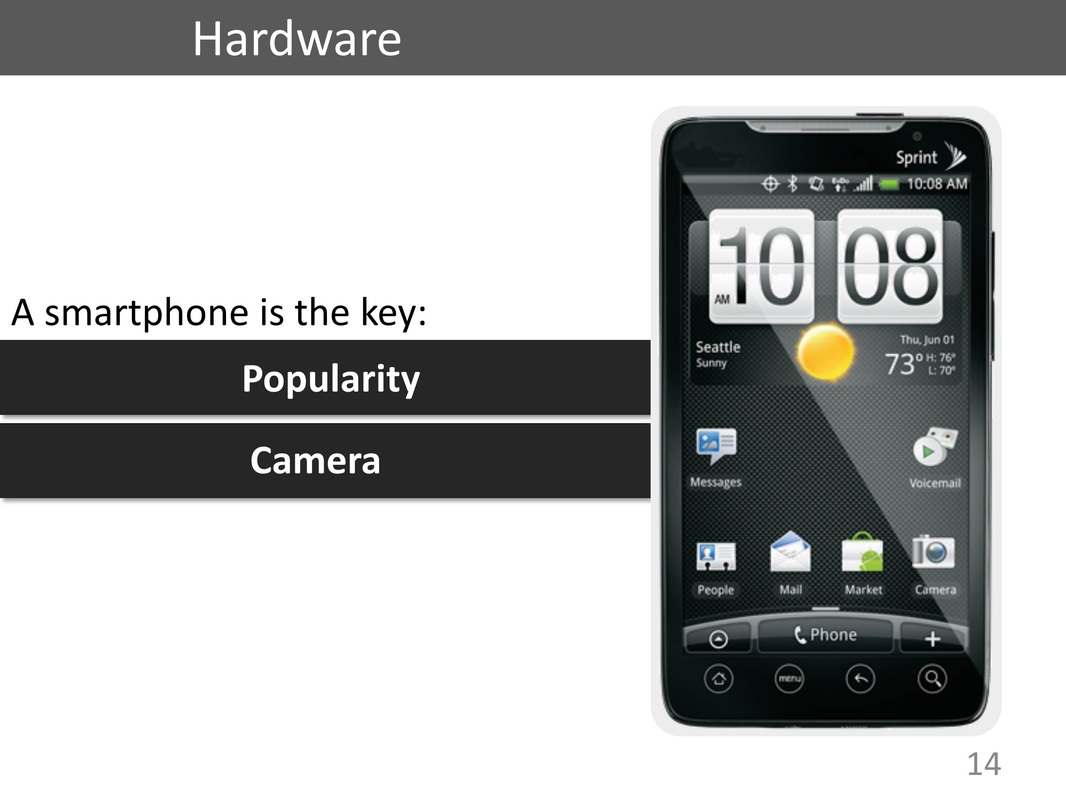 Hardware
A smartphone is the key:
Popularity
Camera
Sprint
10:08 AM
10 08
AM
Seattle
Sunny
Thu, Jun 01
73° H: 76°
L: 70°
Messages
Voicemail
People
Mail
Market
Camera
Phone
menu
14